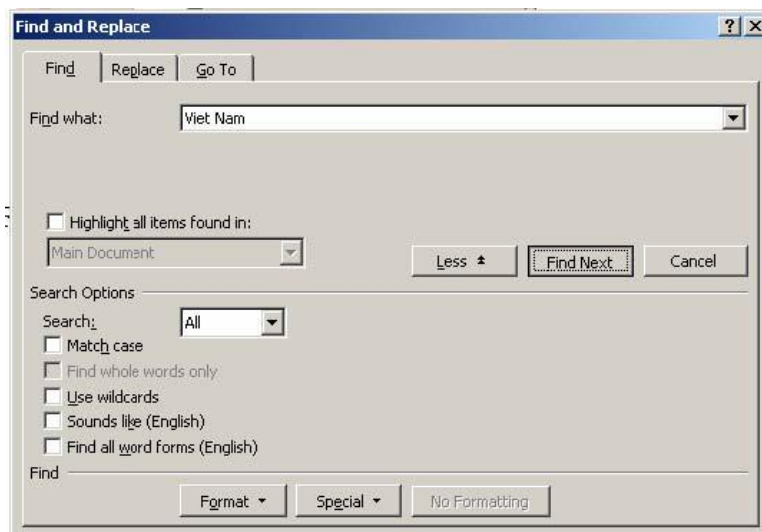 Find and Replace
Find Replace Go To
Find what: Viet Nam
Highlight all items found in:
Main Document
Less Find Next Cancel
Search Options
Search: All
Match case
Find whole words only
Use wildcards
Sounds like (English)
Find all word forms (English)
Find
Format Special No Formatting